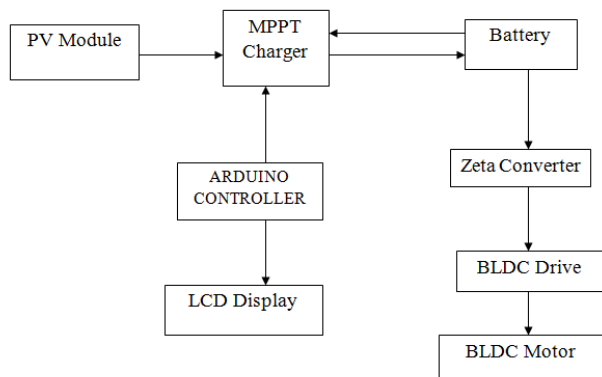 PV Module
MPPT
Charger
Battery
ARDUINO
CONTROLLER
Zeta Converter
LCD Display
BLDC Drive
BLDC Motor